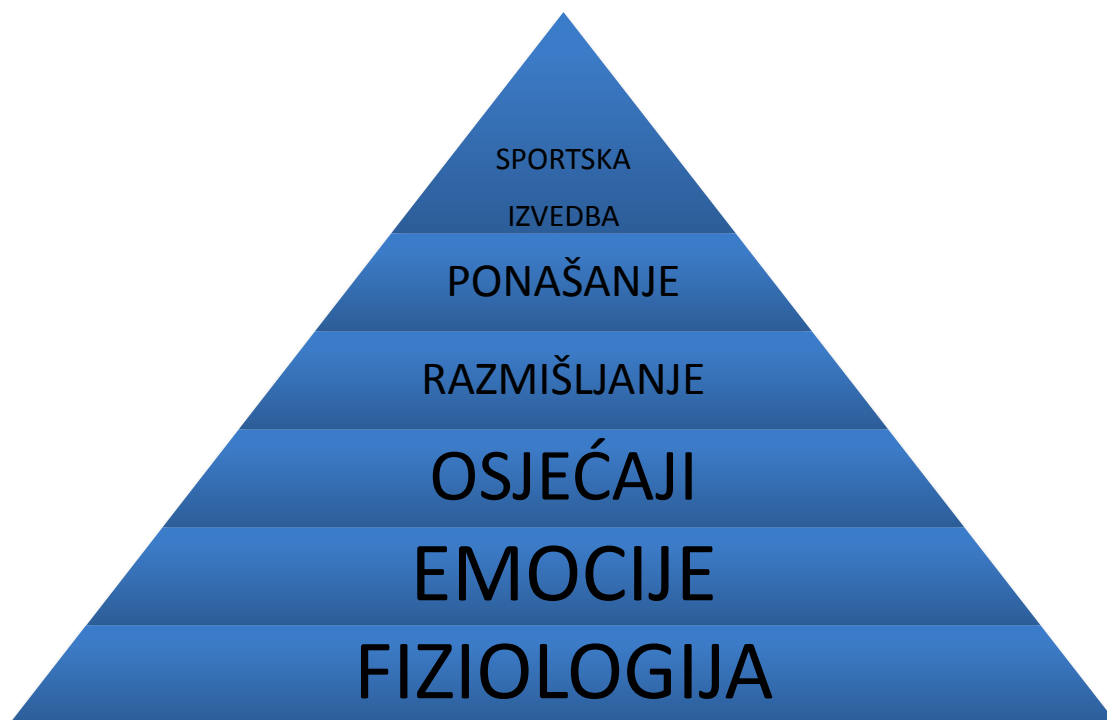 SPORTSKA
IZVEDBA
PONAŠANJE
RAZMIŠLJANJE
OSJEĆAJI
EMOCIJE
FIZIOLOGIJA